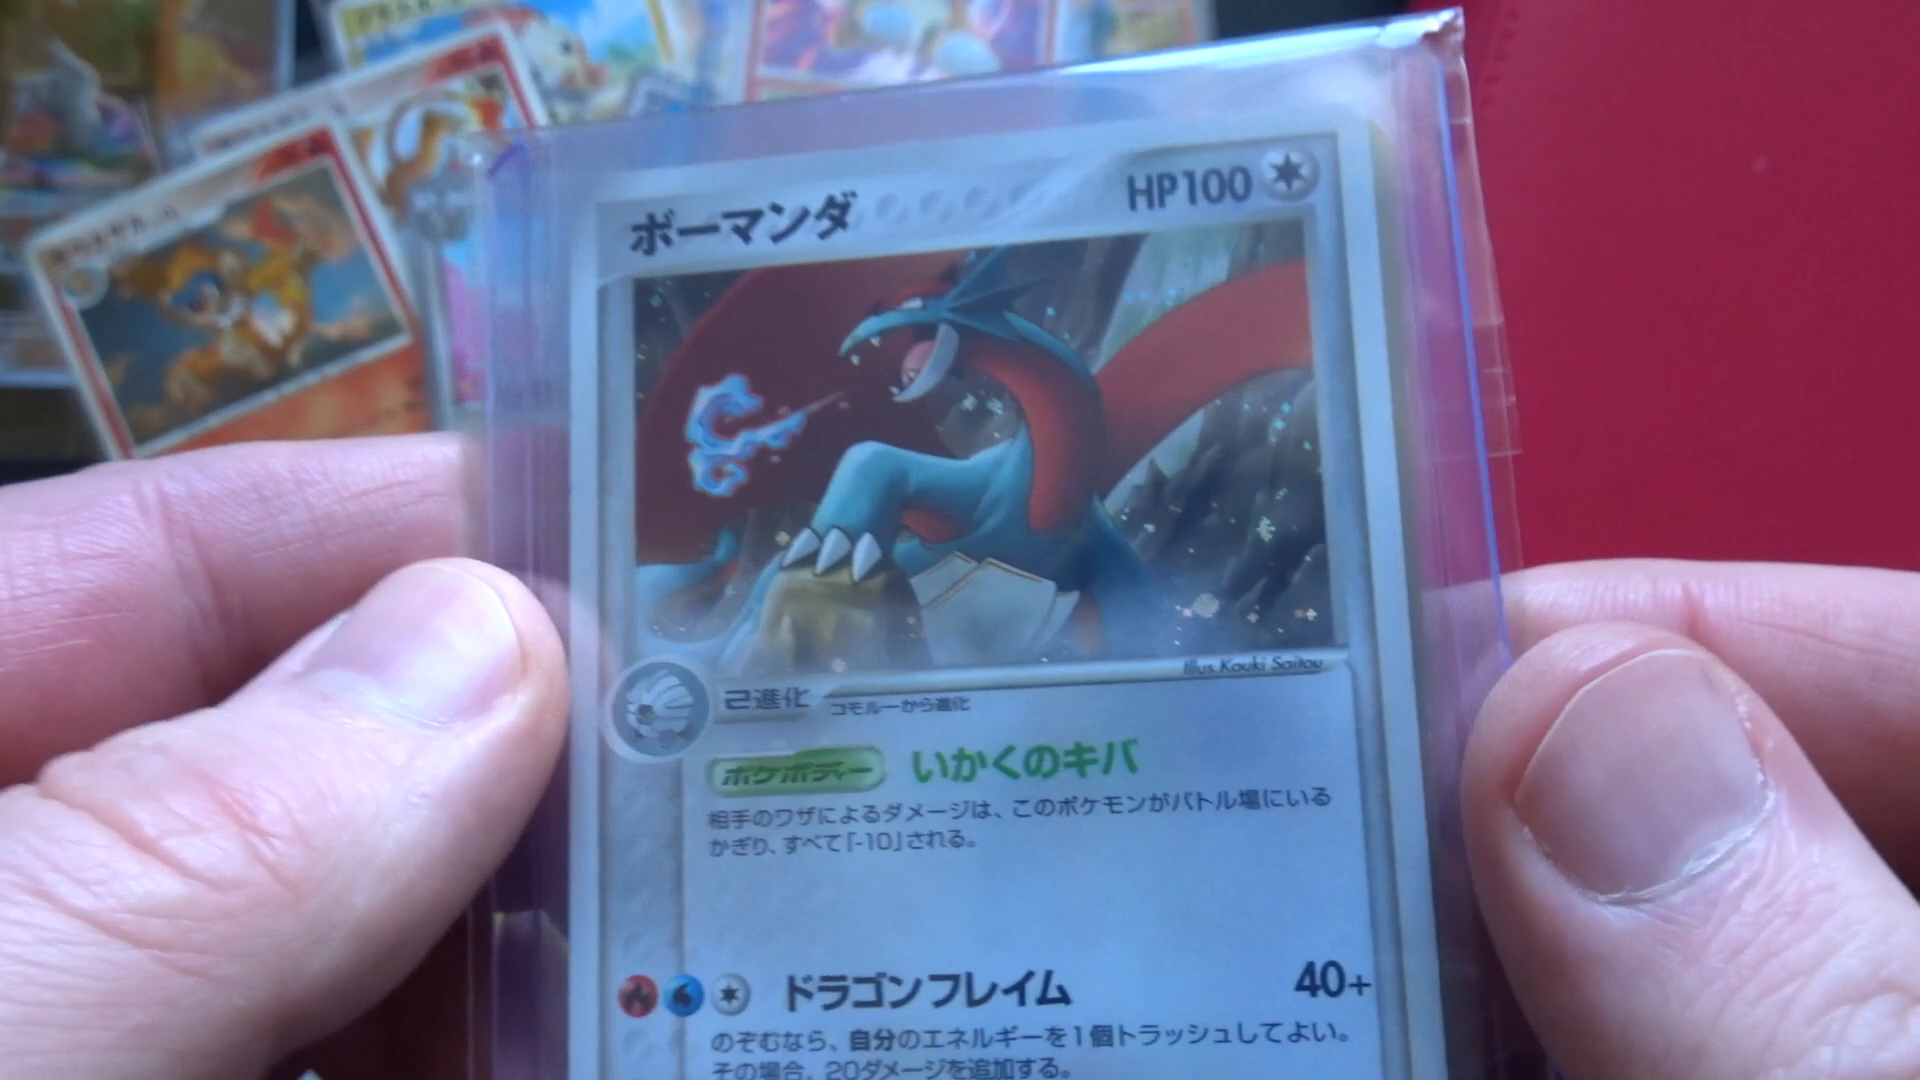 ボーマンダ
HP100
Illus. Kouki Saitou
2進化
コモルーから進化
ポケボディー いかくのキバ
相手のワザによるダメージは、このポケモンがバトル場にいる
かぎり、すべて「-10」される。
ドラゴンフレイム 40+
のぞむなら、自分のエネルギーを1個トラッシュしてよい。
その場合、20ダメージを追加する。